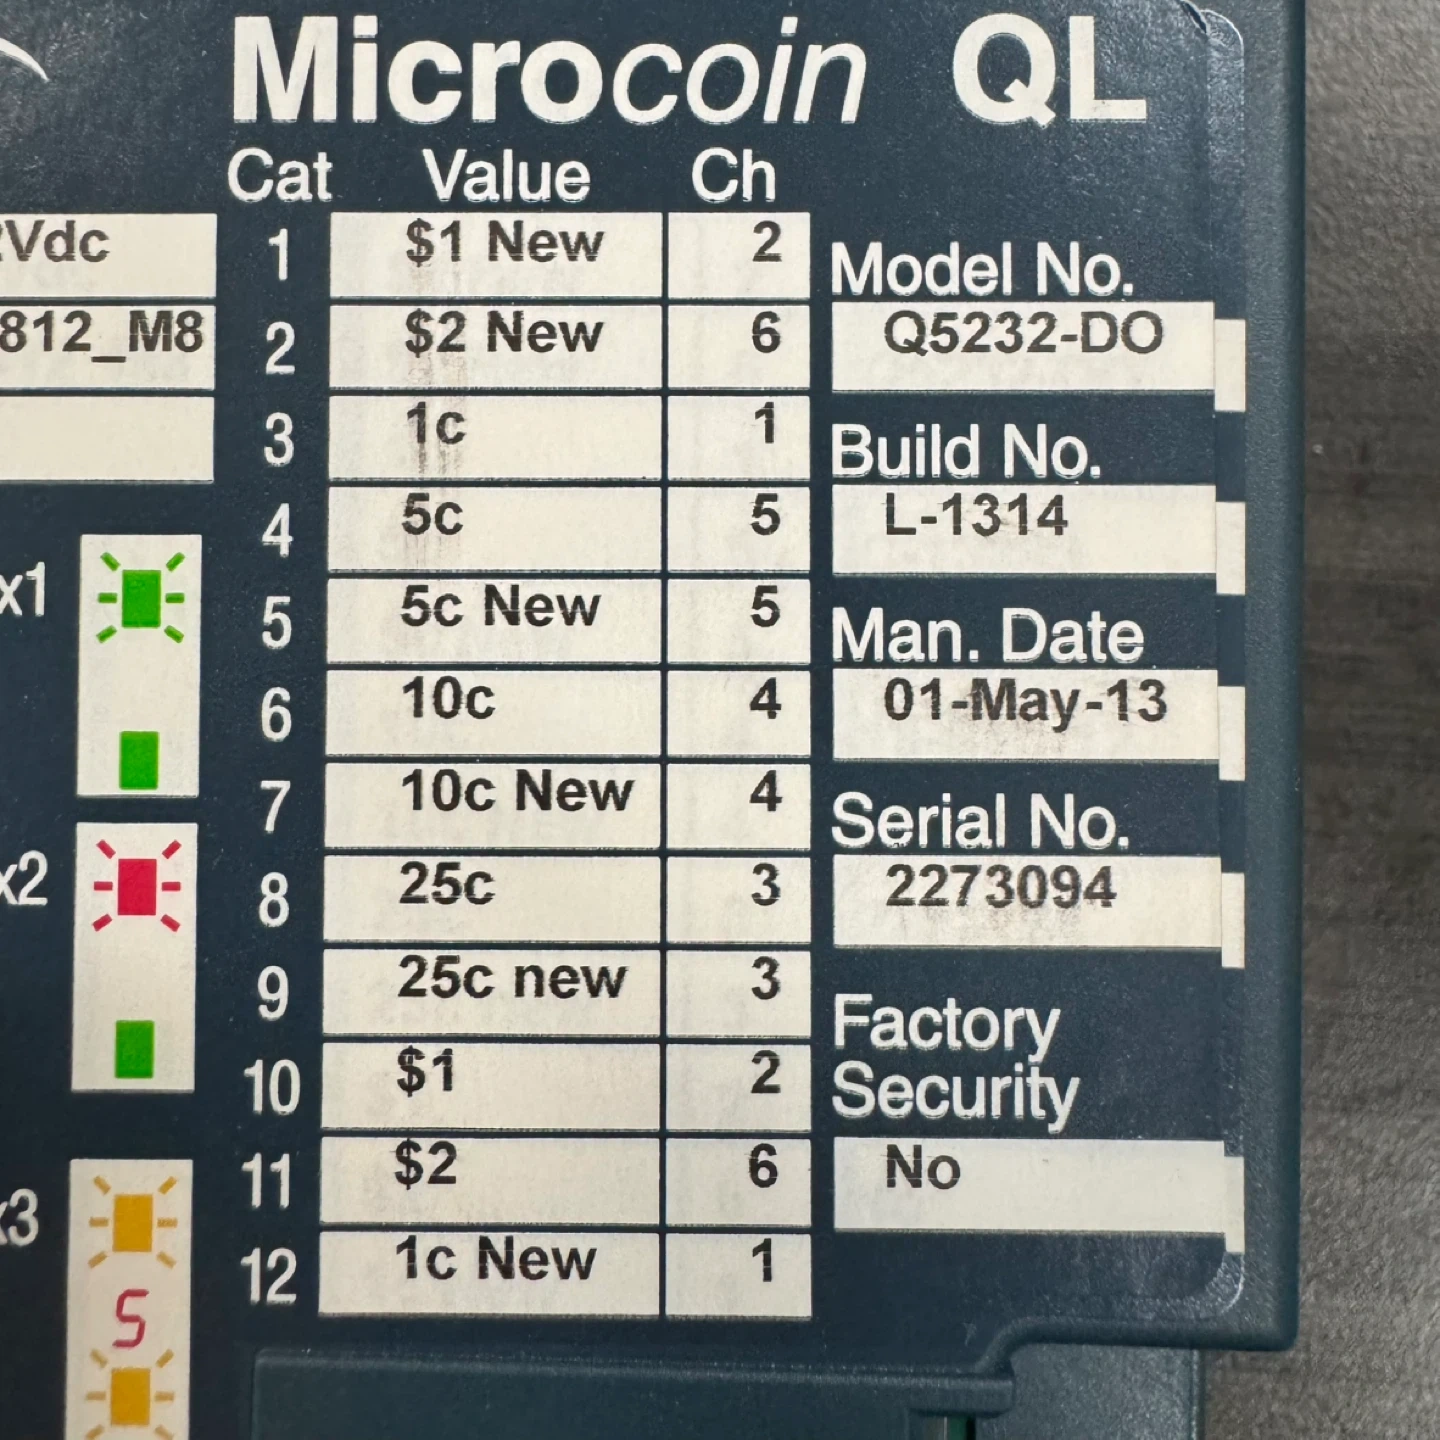 Microcoin QL
Cat Value Ch
1 $1 New 2
2 $2 New 6
3 1c 1
4 5c 5
5 5c New 5
6 10c 4
7 10c New 4
8 25c 3
9 25c new 3
10 $1 2
11 $2 6
12 1c New 1
Vdc
812_M8
x1
x2
x3
S
Model No.
Q5232-DO
Build No.
L-1314
Man. Date
01-May-13
Serial No.
2273094
Factory
Security
No